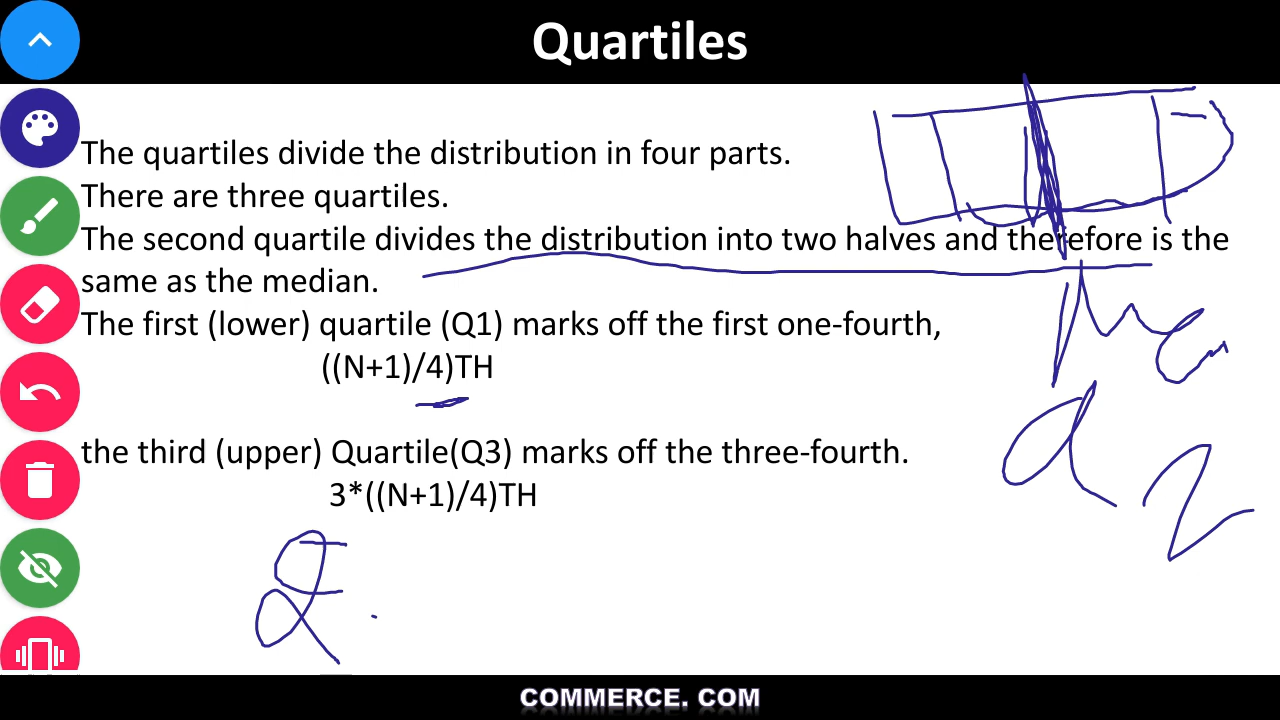 Quartiles
The quartiles divide the distribution in four parts.
There are three quartiles.
The second quartile divides the distribution into two halves and therefore is the
same as the median.
The first (lower) quartile (Q1) marks off the first one-fourth,
((N+1)/4)TH
the third (upper) Quartile(Q3) marks off the three-fourth.
3*((N+1)/4)TH
COMMERCE. COM